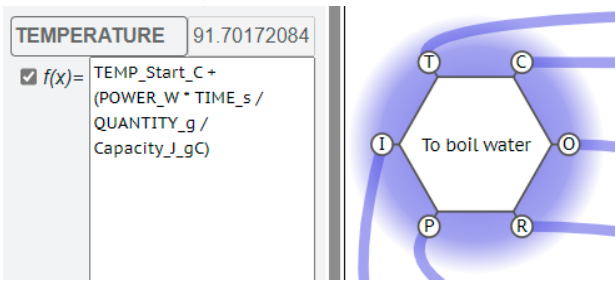 TEMPERATURE 91.70172084
f(x)= TEMP_Start_C +
(POWER_W * TIME_s /
QUANTITY_g /
Capacity_J_gC)
T C
I To boil water O
P R